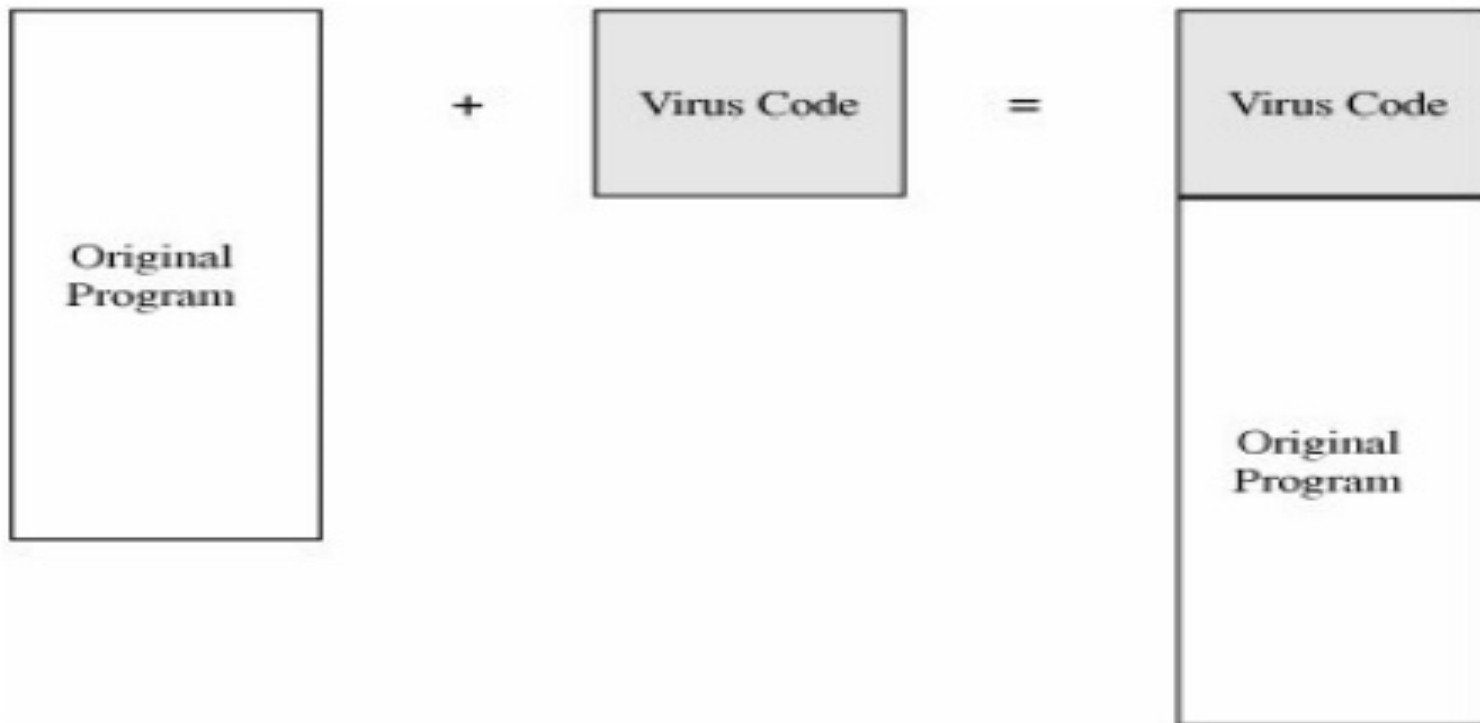 Original
Program
+
Virus Code
=
Virus Code
Original
Program